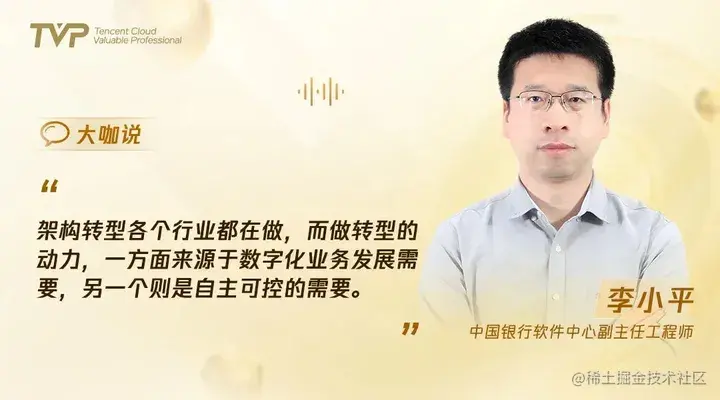 TVP Tencent Cloud
Valuable Professional
大咖说
“
架构转型各个行业都在做，而做转型的
动力，一方面来源于数字化业务发展需
要，另一个则是自主可控的需要。
”
李小平
中国银行软件中心副主任工程师
@稀土掘金技术社区